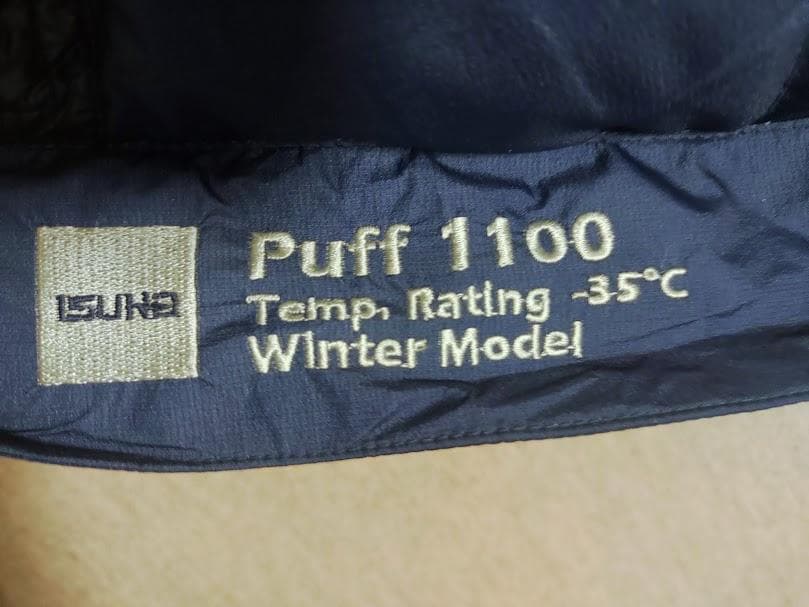 ISUKA
Puff 1100
Temp. Rating -35°C
Winter Model